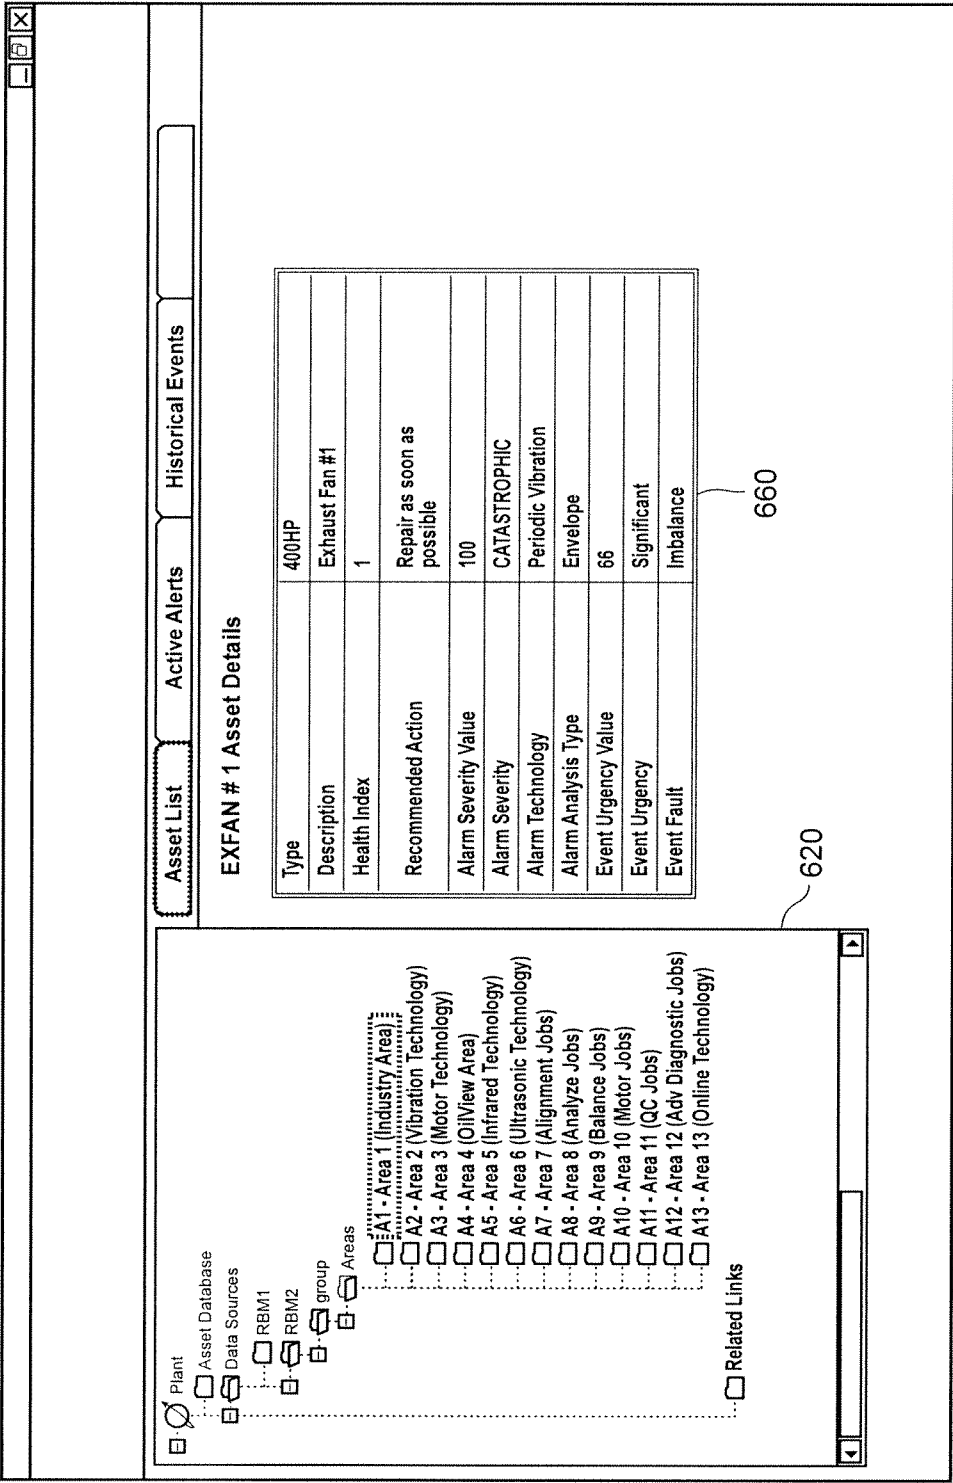 Asset List
Active Alerts
Historical Events
Plant
Asset Database
Data Sources
RBM1
RBM2
group
Areas
A1 - Area 1 (Industry Area)
A2 - Area 2 (Vibration Technology)
A3 - Area 3 (Motor Technology)
A4 - Area 4 (OilView Area)
A5 - Area 5 (Infrared Technology)
A6 - Area 6 (Ultrasonic Technology)
A7 - Area 7 (Alignment Jobs)
A8 - Area 8 (Analyze Jobs)
A9 - Area 9 (Balance Jobs)
A10 - Area 10 (Motor Jobs)
A11 - Area 11 (QC Jobs)
A12 - Area 12 (Adv Diagnostic Jobs)
A13 - Area 13 (Online Technology)
Related Links
620
EXFAN # 1 Asset Details
Type 400HP
Description Exhaust Fan #1
Health Index 1
Recommended Action Repair as soon as
possible
Alarm Severity Value 100
Alarm Severity CATASTROPHIC
Alarm Technology Periodic Vibration
Alarm Analysis Type Envelope
Event Urgency Value 66
Event Urgency Significant
Event Fault Imbalance
660